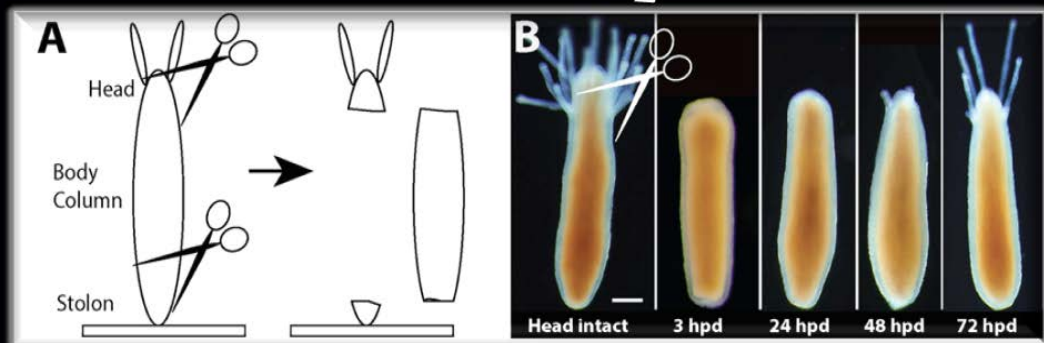 A
Head
Body
Column
Stolon
B
Head intact
3 hpd
24 hpd
48 hpd
72 hpd